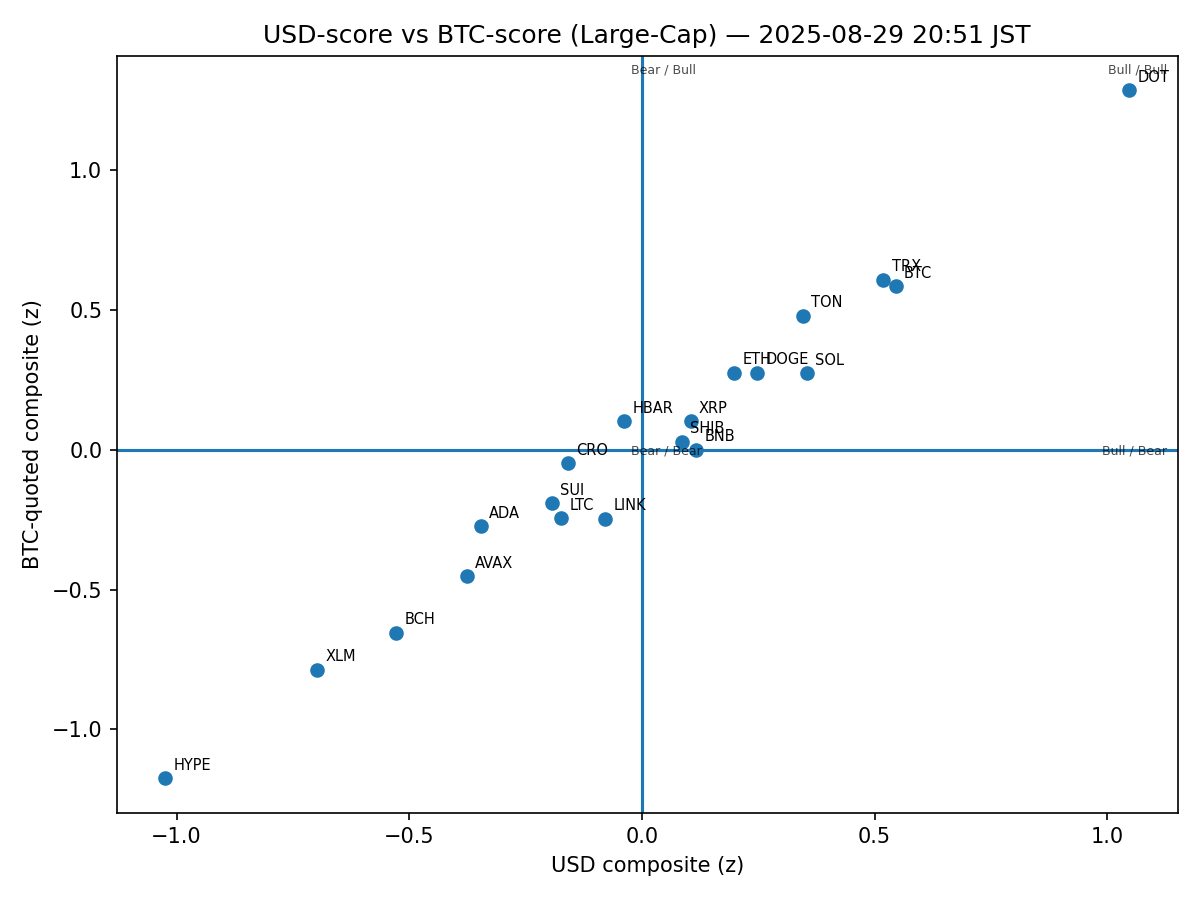 USD-score vs BTC-score (Large-Cap) — 2025-08-29 20:51 JST
Bear / Bull
Bull / Bull
DOT
1.0
TRX
BTC
0.5
TON
ETH
DOGE
SOL
HBAR
XRP
SHIB
BNB
0.0
CRO
Bear / Bear
Bull / Bear
SUI
LTC
LINK
ADA
−0.5
AVAX
BCH
XLM
−1.0
HYPE
BTC-quoted composite (z)
−1.0
−0.5
0.0
0.5
1.0
USD composite (z)